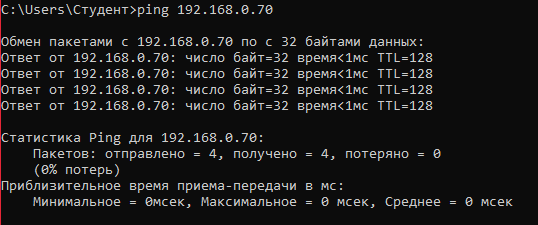 C:\Users\Студент>ping 192.168.0.70
Обмен пакетами с 192.168.0.70 по с 32 байтами данных:
Ответ от 192.168.0.70: число байт=32 время<1мс TTL=128
Ответ от 192.168.0.70: число байт=32 время<1мс TTL=128
Ответ от 192.168.0.70: число байт=32 время<1мс TTL=128
Ответ от 192.168.0.70: число байт=32 время<1мс TTL=128
Статистика Ping для 192.168.0.70:
Пакетов: отправлено = 4, получено = 4, потеряно = 0
(0% потерь)
Приблизительное время приема-передачи в мс:
Минимальное = 0мсек, Максимальное = 0 мсек, Среднее = 0 мсек